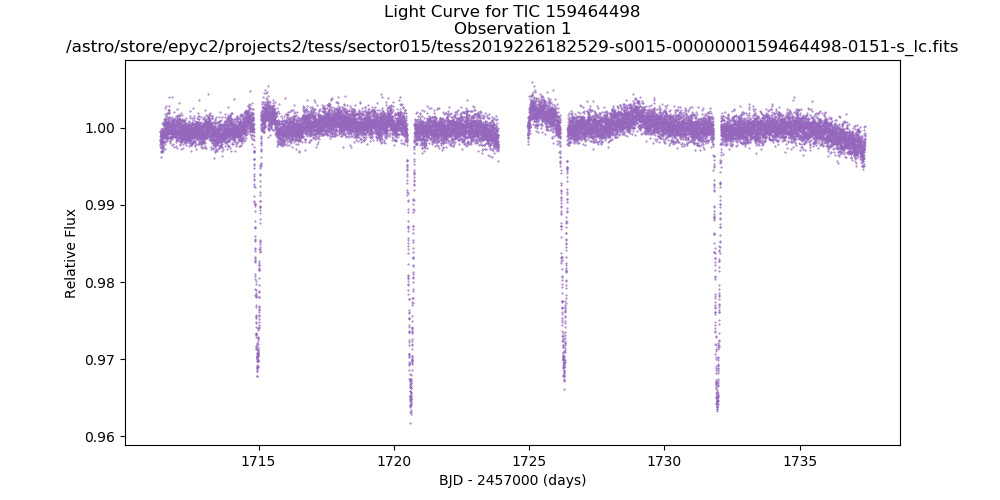 Light Curve for TIC 159464498
Observation 1
/astro/store/epyc2/projects2/tess/sector015/tess2019226182529-s0015-0000000159464498-0151-s_lc.fits
1.00
0.99
0.98
0.97
0.96
Relative Flux
1715
1720
1725
1730
1735
BJD - 2457000 (days)